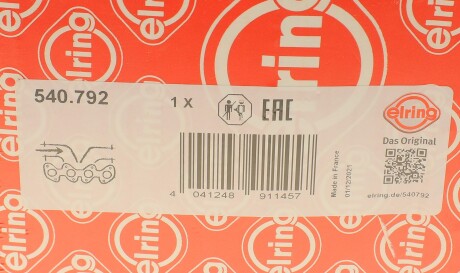 540.792
1 X
EAC
elring
Das Original
4 041248 911457
Made in France
01/12/2021
elring.de/540792